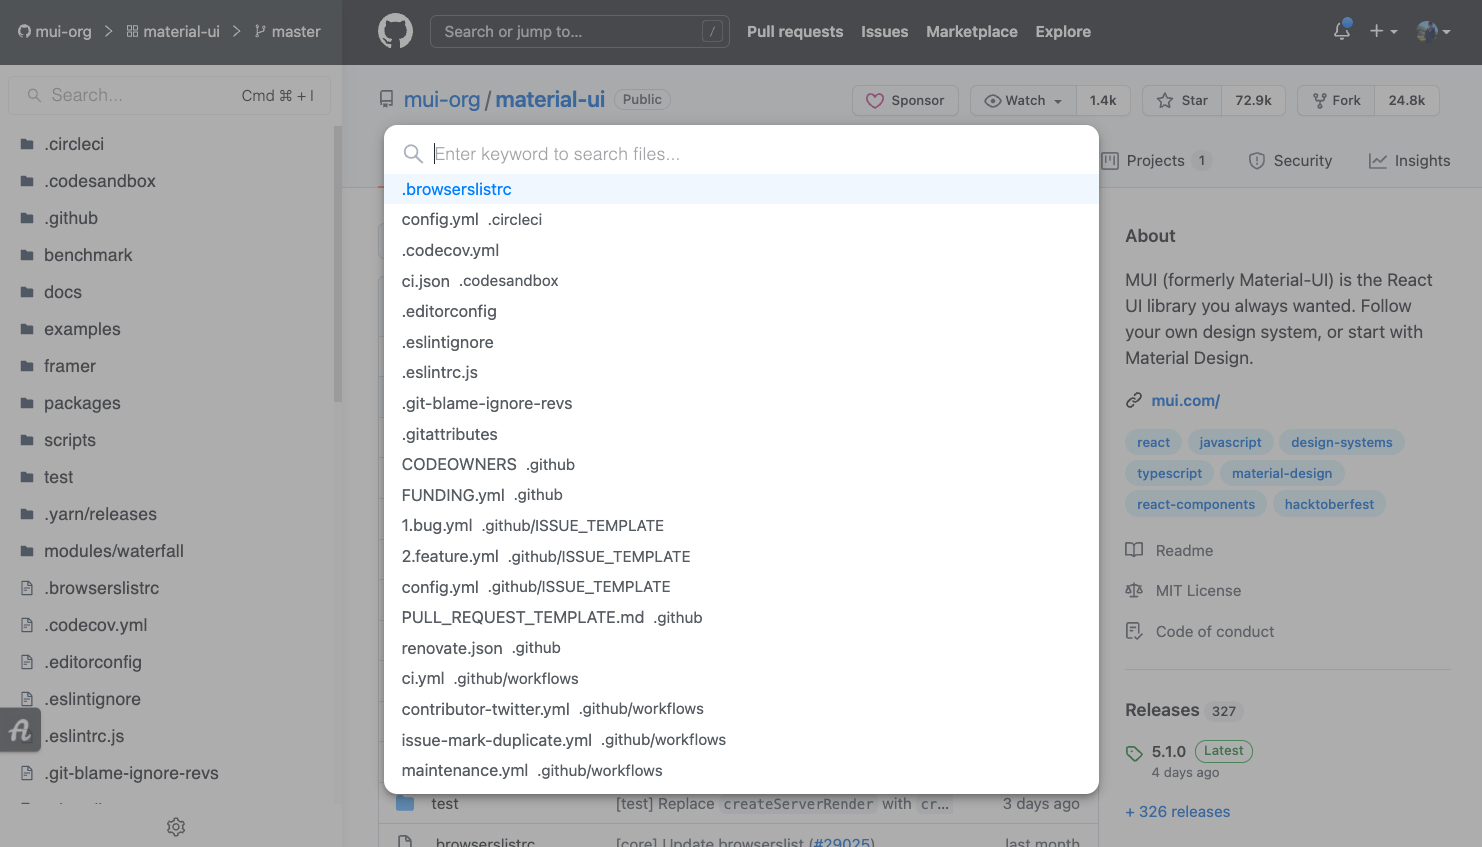 mui-org > material-ui > master
Search or jump to... /
Pull requests Issues Marketplace Explore
Search... Cmd ⌘ + I
.circleci
.codesandbox
.github
benchmark
docs
examples
framer
packages
scripts
test
.yarn/releases
modules/waterfall
.browserslistrc
.codecov.yml
.editorconfig
.eslintignore
.eslintrc.js
.git-blame-ignore-revs
mui-org / material-ui Public
Sponsor
Watch 1.4k
Star 72.9k
Fork 24.8k
Projects 1
Security
Insights
Enter keyword to search files...
.browserslistrc
config.yml .circleci
.codecov.yml
ci.json .codesandbox
.editorconfig
.eslintignore
.eslintrc.js
.git-blame-ignore-revs
.gitattributes
CODEOWNERS .github
FUNDING.yml .github
1.bug.yml .github/ISSUE_TEMPLATE
2.feature.yml .github/ISSUE_TEMPLATE
config.yml .github/ISSUE_TEMPLATE
PULL_REQUEST_TEMPLATE.md .github
renovate.json .github
ci.yml .github/workflows
contributor-twitter.yml .github/workflows
issue-mark-duplicate.yml .github/workflows
maintenance.yml .github/workflows
test [test] Replace createServerRender with cr... 3 days ago
.browserslistrc [core] Update browserslist (#29025) last month
About
MUI (formerly Material-UI) is the React
UI library you always wanted. Follow
your own design system, or start with
Material Design.
mui.com/
react javascript design-systems
typescript material-design
react-components hacktoberfest
Readme
MIT License
Code of conduct
Releases 327
5.1.0 Latest
4 days ago
+ 326 releases